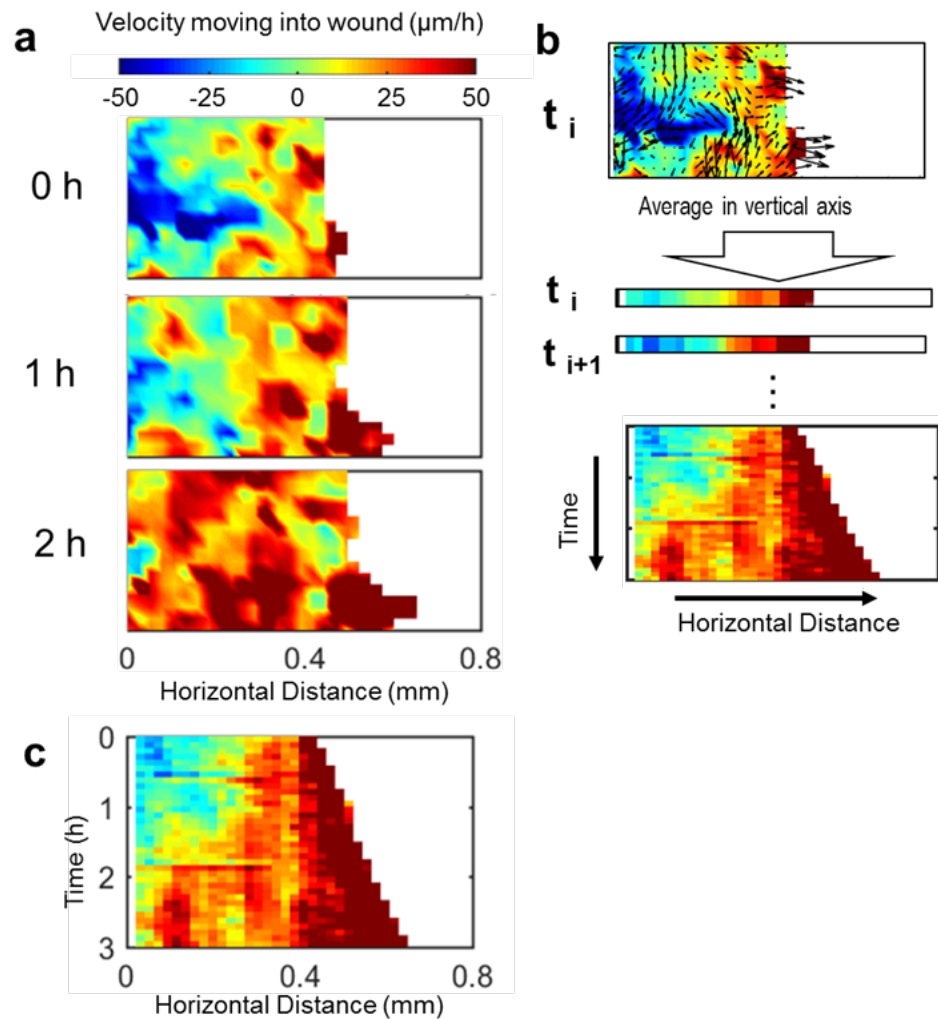 a
Velocity moving into wound (µm/h)
-50 -25 0 25 50
0 h
1 h
2 h
0 0.4 0.8
Horizontal Distance (mm)
b
t i
Average in vertical axis
t i
t i+1
⋮
Time
Horizontal Distance
c
0
1
2
3
Time (h)
0 0.4 0.8
Horizontal Distance (mm)